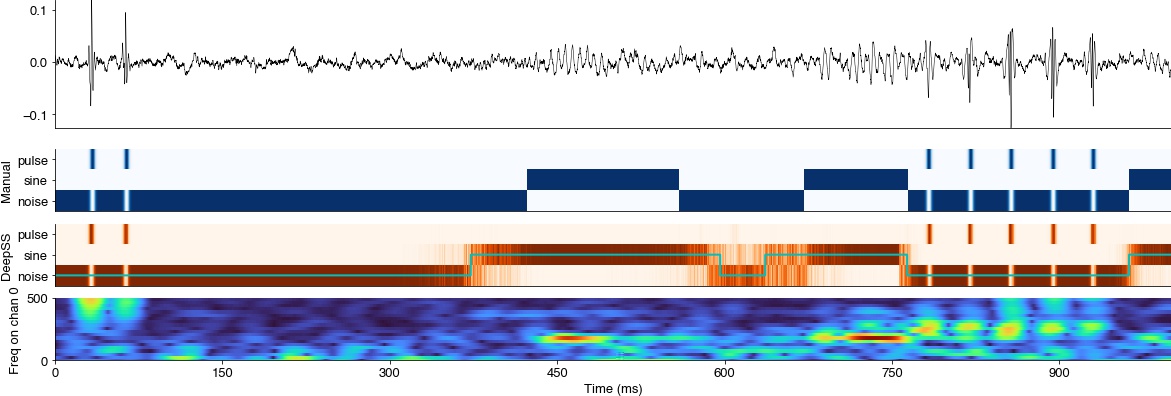 0.1
0.0
−0.1
Manual
pulse
sine
noise
DeepSS
pulse
sine
noise
Freq on chan 0
500
0
0 150 300 450 600 750 900
Time (ms)